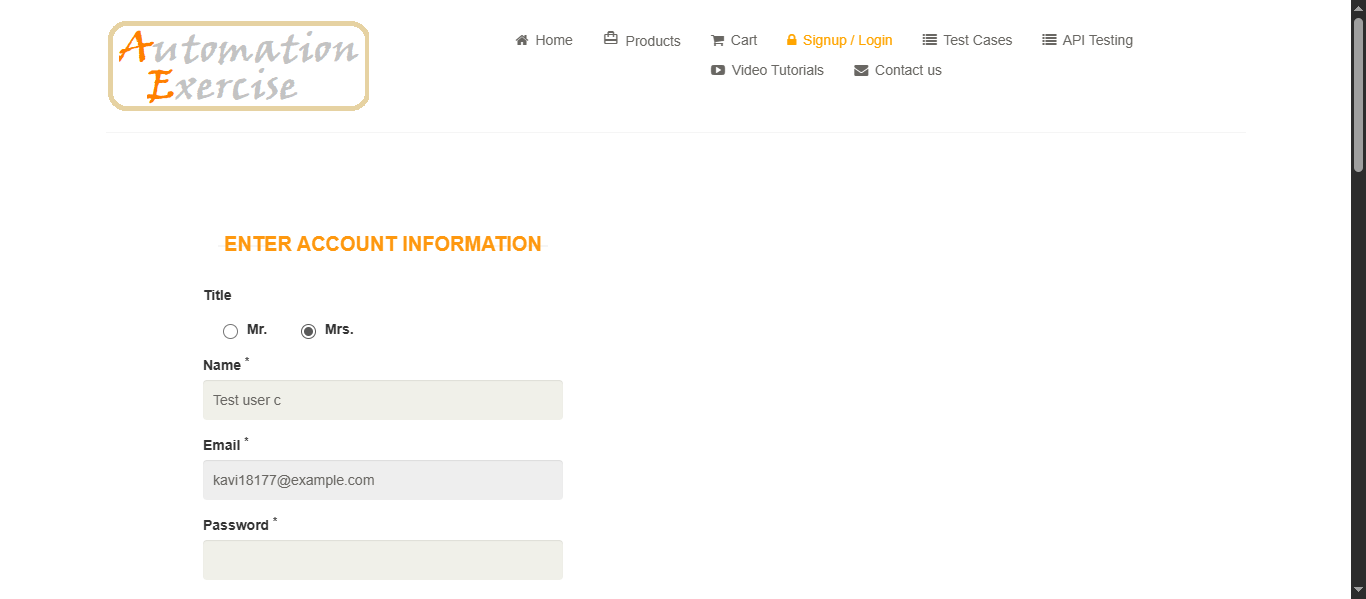 Automation
Exercise
Home Products Cart Signup / Login Test Cases API Testing
Video Tutorials Contact us
ENTER ACCOUNT INFORMATION
Title
Mr. Mrs.
Name *
Test user c
Email *
kavi18177@example.com
Password *